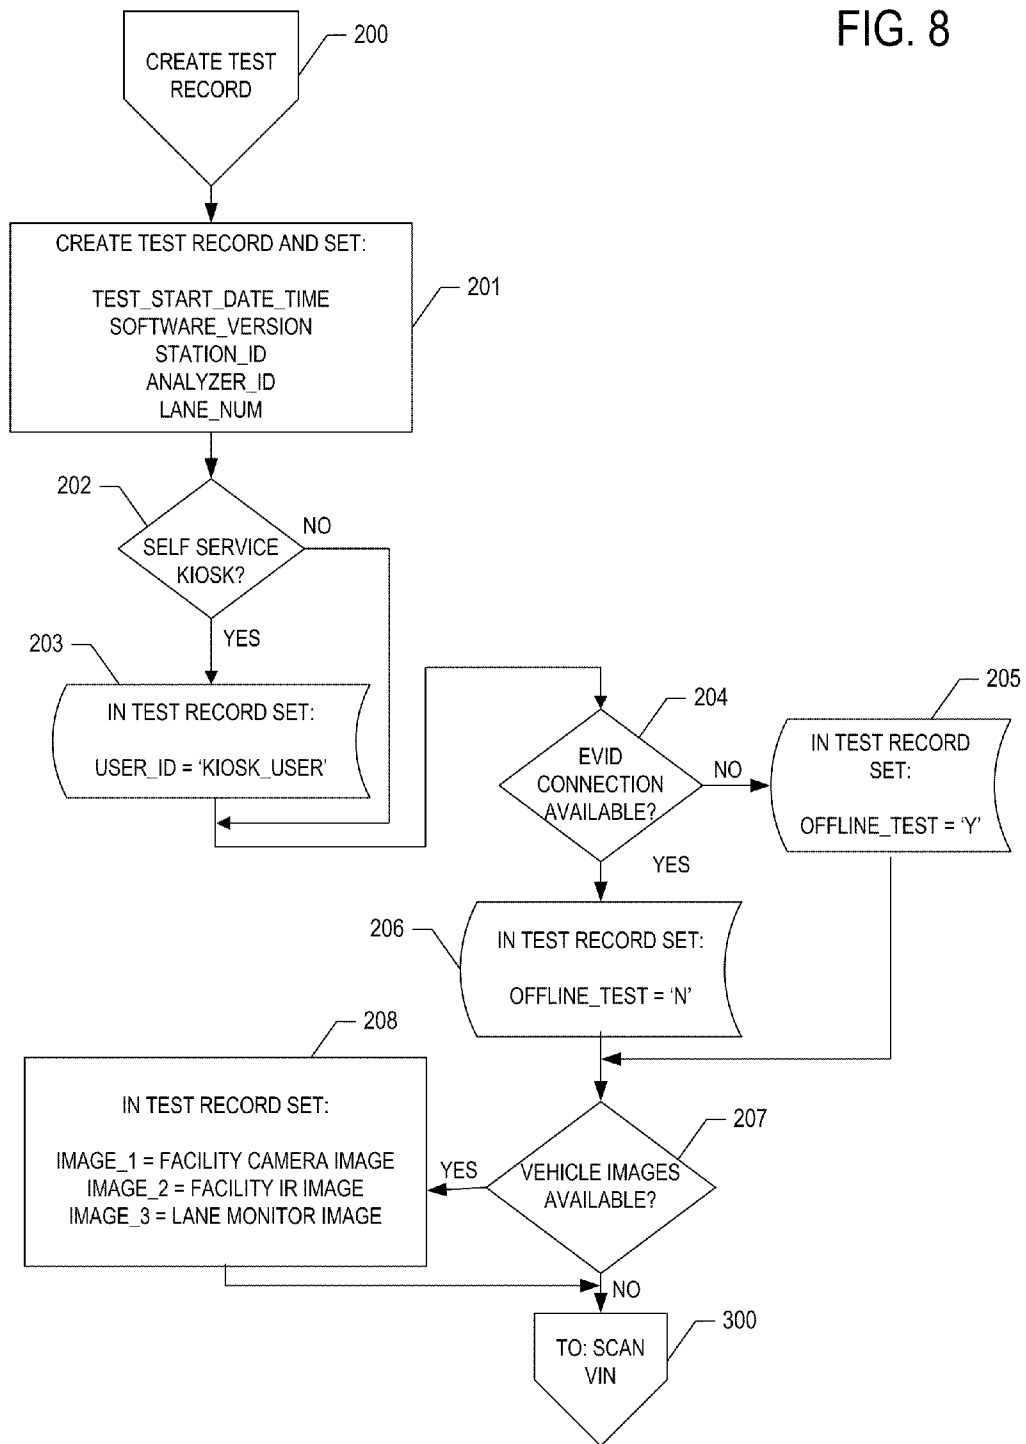 FIG. 8
200
CREATE TEST
RECORD
CREATE TEST RECORD AND SET:
TEST_START_DATE_TIME
SOFTWARE_VERSION
STATION_ID
ANALYZER_ID
LANE_NUM
201
202
SELF SERVICE
KIOSK?
NO
YES
203
IN TEST RECORD SET:
USER_ID = ‘KIOSK_USER’
204
EVID
CONNECTION
AVAILABLE?
NO
YES
205
IN TEST RECORD
SET:
OFFLINE_TEST = ‘Y’
206
IN TEST RECORD SET:
OFFLINE_TEST = ‘N’
207
VEHICLE IMAGES
AVAILABLE?
YES
NO
208
IN TEST RECORD SET:
IMAGE_1 = FACILITY CAMERA IMAGE
IMAGE_2 = FACILITY IR IMAGE
IMAGE_3 = LANE MONITOR IMAGE
300
TO: SCAN
VIN